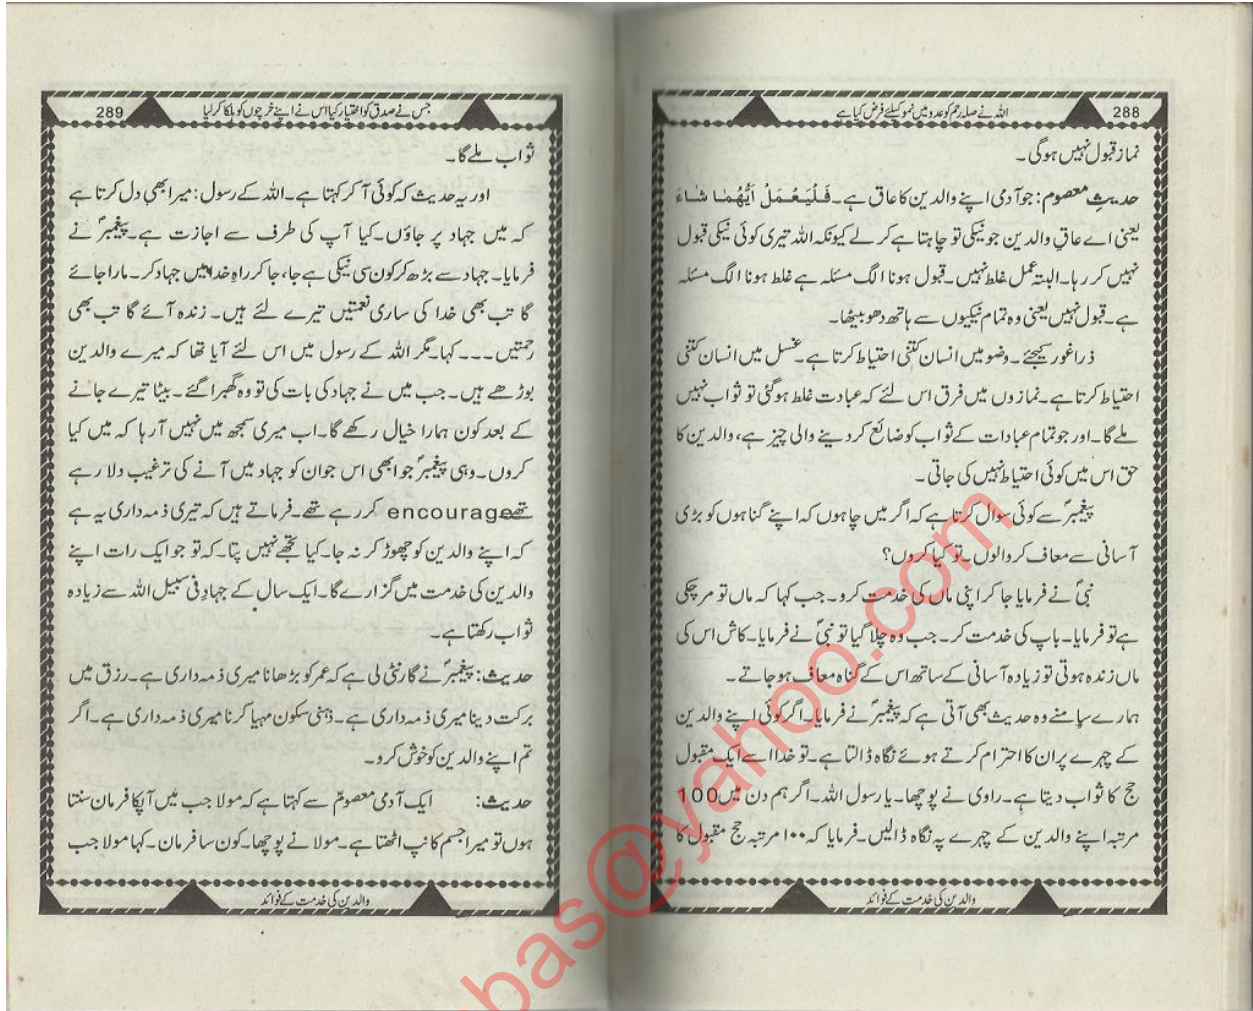 288
اللہ نے صلہ رحم کو عدد میں نمو کیلئے فرض کیا ہے
نماز قبول نہیں ہوگی۔
حدیثِ معصوم: جو آدمی اپنے والدین کا عاق ہے۔ فَلْیَعْمَلْ اَیُّھُمَا شَاءَ
یعنی اے عاقِ والدین جو نیکی تو چاہتا ہے کر لے کیونکہ اللہ تیری کوئی نیکی قبول
نہیں کر رہا۔ البتہ عمل غلط نہیں۔ قبول ہونا الگ مسئلہ ہے غلط ہونا الگ مسئلہ
ہے۔ قبول نہیں یعنی وہ تمام نیکیوں سے ہاتھ دھو بیٹھا۔
ذرا غور کیجئے۔ وضو میں انسان کتنی احتیاط کرتا ہے۔ غسل میں انسان کتنی
احتیاط کرتا ہے۔ نمازوں میں فرق اس لئے کہ عبادت غلط ہوگئی تو ثواب نہیں
ملے گا۔ اور جو تمام عبادات کے ثواب کو ضائع کر دینے والی چیز ہے، والدین کا
حق اس میں کوئی احتیاط نہیں کی جاتی۔
پیغمبرؐ سے کوئی سوال کرتا ہے کہ اگر میں چاہوں کہ اپنے گناہوں کو بڑی
آسانی سے معاف کروالوں۔ تو کیا کروں؟
نبیؐ نے فرمایا جا کر اپنی ماں کی خدمت کرو۔ جب کہا کہ ماں تو مر چکی
ہے تو فرمایا۔ باپ کی خدمت کر۔ جب وہ چلا گیا تو نبیؐ نے فرمایا۔ کاش اس کی
ماں زندہ ہوتی تو زیادہ آسانی کے ساتھ اس کے گناہ معاف ہو جاتے۔
ہمارے سامنے وہ حدیث بھی آتی ہے کہ پیغمبرؐ نے فرمایا۔ اگر کوئی اپنے والدین
کے چہرے پر ان کا احترام کرتے ہوئے نگاہ ڈالتا ہے۔ تو خدا اسے ایک مقبول
حج کا ثواب دیتا ہے۔ راوی نے پوچھا۔ یا رسول اللہ۔ اگر ہم دن میں 100
مرتبہ اپنے والدین کے چہرے پہ نگاہ ڈالیں۔ فرمایا کہ ۱۰۰ مرتبہ حج مقبول کا
والدین کی خدمت کے فوائد
289
جس نے صدق کو اختیار کیا اس نے اپنے خرچوں کو ہلکا کر لیا
ثواب ملے گا۔
اور یہ حدیث کہ کوئی آکر کہتا ہے۔ اللہ کے رسول: میرا بھی دل کرتا ہے
کہ میں جہاد پر جاؤں۔ کیا آپ کی طرف سے اجازت ہے۔ پیغمبرؐ نے
فرمایا۔ جہاد سے بڑھ کر کون سی نیکی ہے جا، جا کر راہِ خدا میں جہاد کر۔ مارا جائے
گا تب بھی خدا کی ساری نعمتیں تیرے لئے ہیں۔ زندہ آئے گا تب بھی
رحمتیں۔۔۔ کہا۔ مگر اللہ کے رسول میں اس لئے آیا تھا کہ میرے والدین
بوڑھے ہیں۔ جب میں نے جہاد کی بات کی تو وہ گھبرا گئے۔ بیٹا تیرے جانے
کے بعد کون ہمارا خیال رکھے گا۔ اب میری سمجھ میں نہیں آرہا کہ میں کیا
کروں۔ وہی پیغمبرؐ جو ابھی اس جوان کو جہاد میں آنے کی ترغیب دلا رہے
تھے encourage کر رہے تھے۔ فرماتے ہیں کہ تیری ذمہ داری یہ ہے
کہ اپنے والدین کو چھوڑ کر نہ جا۔ کیا تجھے نہیں پتا۔ کہ تو جو ایک رات اپنے
والدین کی خدمت میں گزارے گا۔ ایک سال کے جہاد فی سبیل اللہ سے زیادہ
ثواب رکھتا ہے۔
حدیث: پیغمبرؐ نے گارنٹی لی ہے کہ عمر کو بڑھانا میری ذمہ داری ہے۔ رزق میں
برکت دینا میری ذمہ داری ہے۔ ذہنی سکون مہیا کرنا میری ذمہ داری ہے۔ اگر
تم اپنے والدین کو خوش کرو۔
حدیث: ایک آدمی معصومؑ سے کہتا ہے کہ مولا جب میں آپکا فرمان سنتا
ہوں تو میرا جسم کانپ اٹھتا ہے۔ مولا نے پوچھا۔ کون سا فرمان۔ کہا مولا جب
والدین کی خدمت کے فوائد
bas@yahoo.com